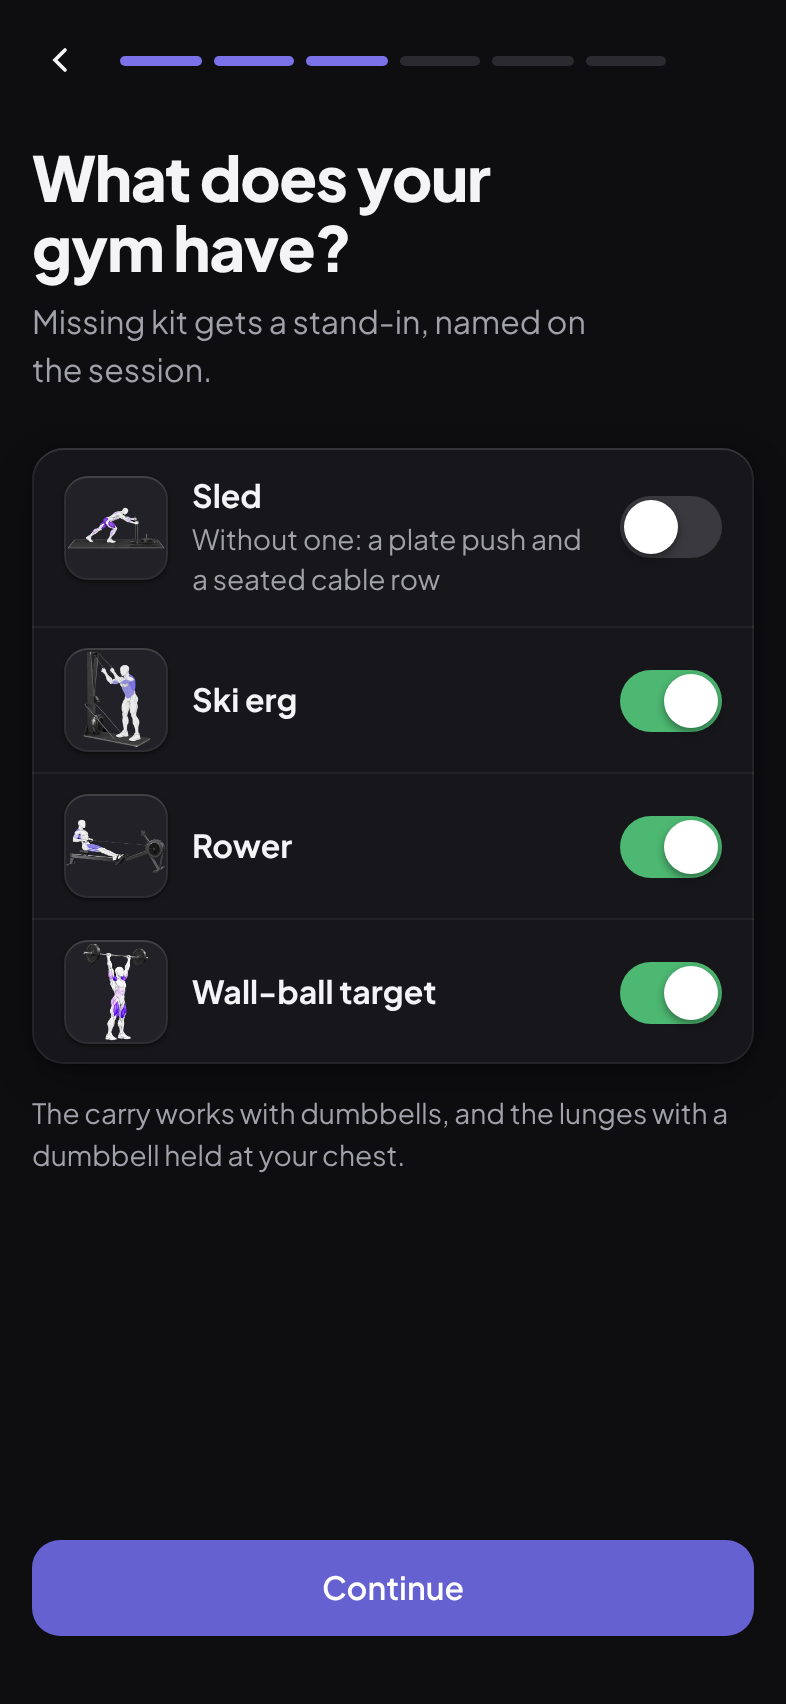 What does your
gym have?
Missing kit gets a stand-in, named on
the session.
Sled
Without one: a plate push and
a seated cable row
Ski erg
Rower
Wall-ball target
The carry works with dumbbells, and the lunges with a
dumbbell held at your chest.
Continue